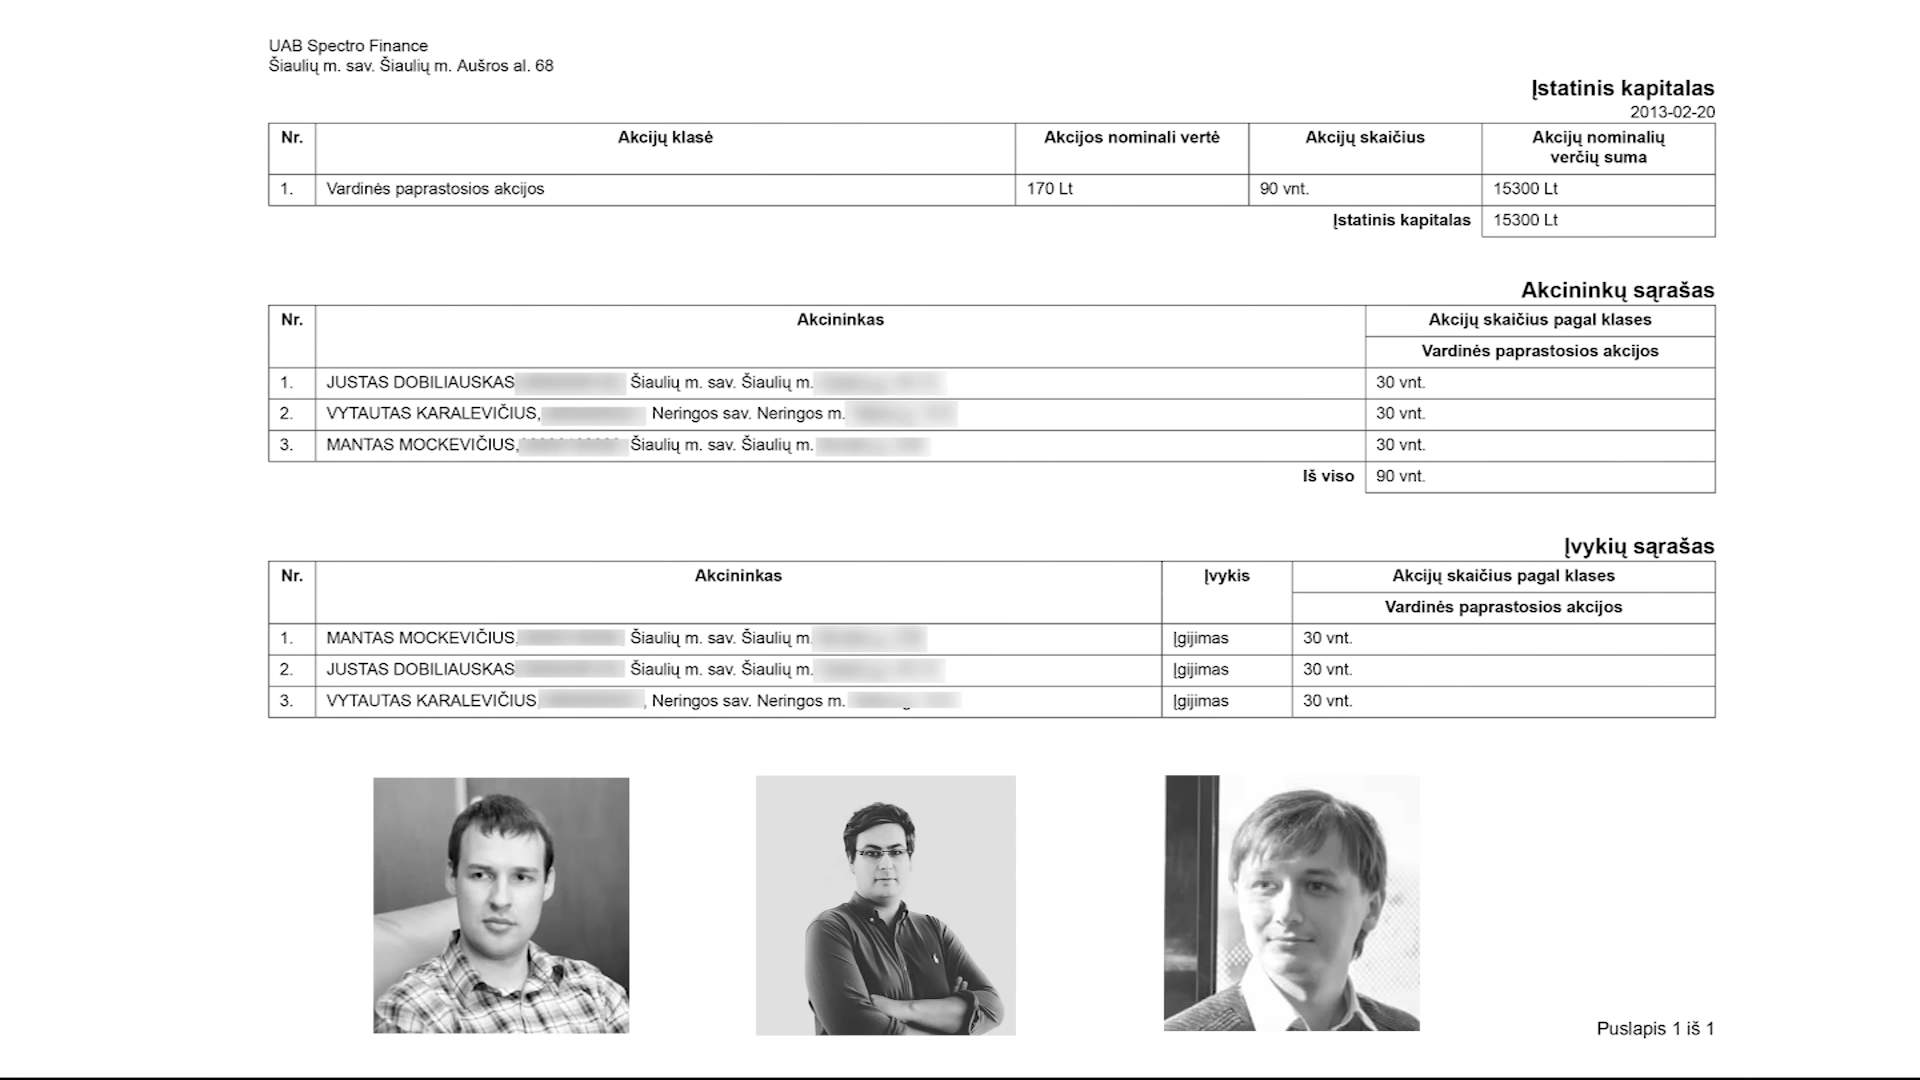 UAB Spectro Finance
Šiaulių m. sav. Šiaulių m. Aušros al. 68
Įstatinis kapitalas
2013-02-20
Nr. Akcijų klasė Akcijos nominali vertė Akcijų skaičius Akcijų nominalių
verčių suma
1. Vardinės paprastosios akcijos 170 Lt 90 vnt. 15300 Lt
Įstatinis kapitalas 15300 Lt
Akcininkų sąrašas
Nr. Akcininkas Akcijų skaičius pagal klases
Vardinės paprastosios akcijos
1. JUSTAS DOBILIAUSKAS Šiaulių m. sav. Šiaulių m. 30 vnt.
2. VYTAUTAS KARALEVIČIUS, Neringos sav. Neringos m. 30 vnt.
3. MANTAS MOCKEVIČIUS, Šiaulių m. sav. Šiaulių m. 30 vnt.
Iš viso 90 vnt.
Įvykių sąrašas
Nr. Akcininkas Įvykis Akcijų skaičius pagal klases
Vardinės paprastosios akcijos
1. MANTAS MOCKEVIČIUS, Šiaulių m. sav. Šiaulių m. Įgijimas 30 vnt.
2. JUSTAS DOBILIAUSKAS Šiaulių m. sav. Šiaulių m. Įgijimas 30 vnt.
3. VYTAUTAS KARALEVIČIUS, , Neringos sav. Neringos m. Įgijimas 30 vnt.
Puslapis 1 iš 1